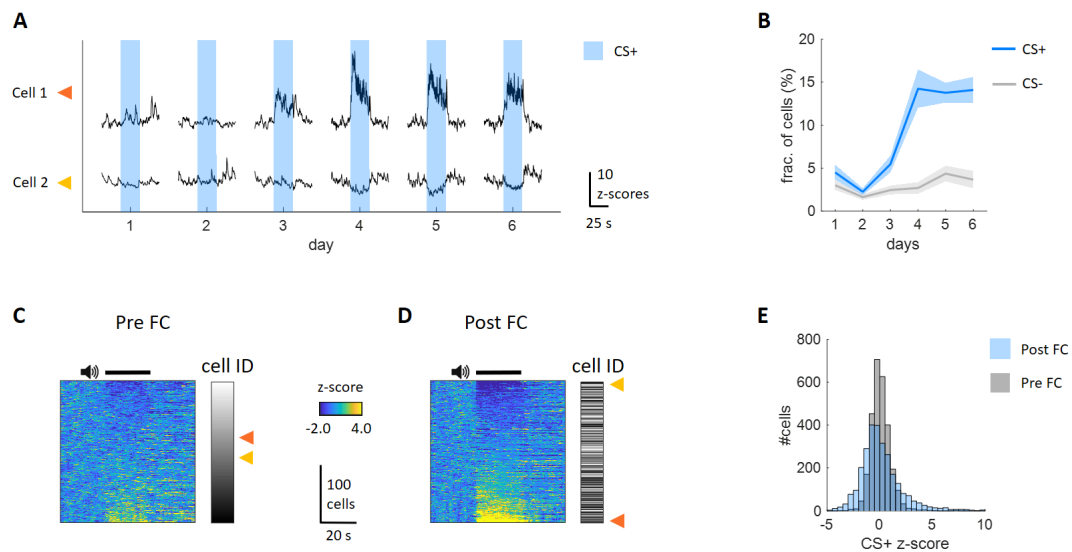 A
CS+
Cell 1
Cell 2
10
z-scores
25 s
1 2 3 4 5 6
day
B
20
15
10
5
0
frac. of cells (%)
1 2 3 4 5 6
days
CS+
CS-
C
Pre FC
cell ID
z-score
-2.0 4.0
100
cells
20 s
D
Post FC
cell ID
E
800
600
400
200
0
#cells
-5 0 5 10
CS+ z-score
Post FC
Pre FC